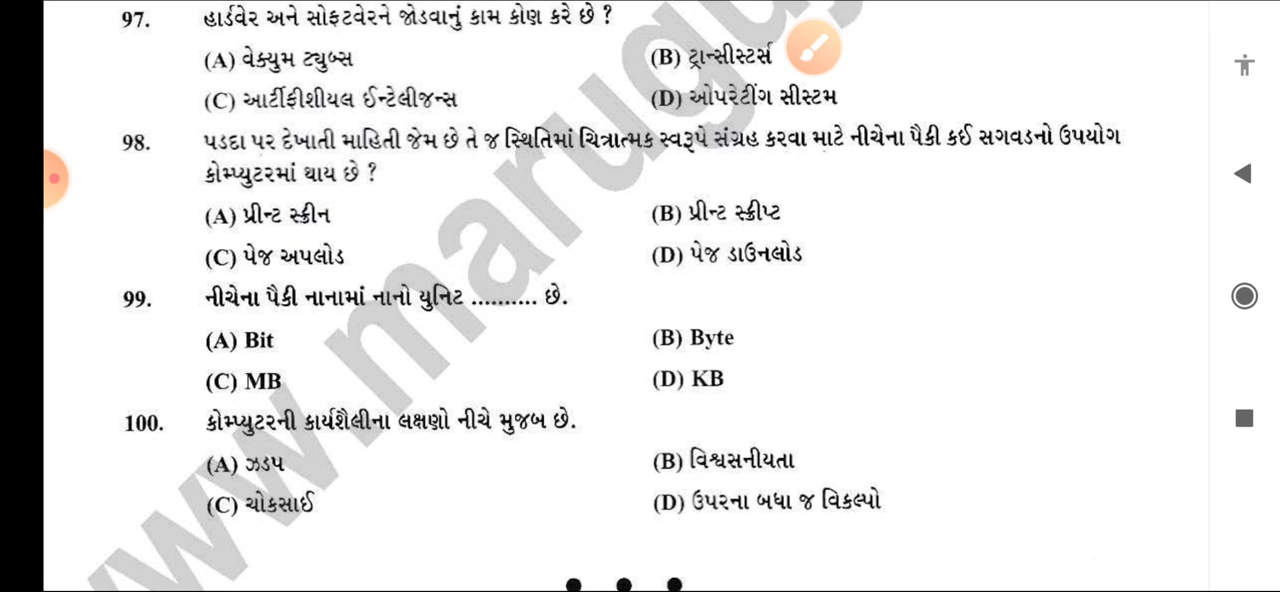 97. હાર્ડવેર અને સોફટવેરને જોડવાનું કામ કોણ કરે છે ?
(A) વેક્યુમ ટ્યુબ્સ (B) ટ્રાન્સીસ્ટર્સ
(C) આર્ટીફીશીયલ ઈન્ટેલીજન્સ (D) ઓપરેટીંગ સીસ્ટમ
98. પડદા પર દેખાતી માહિતી જેમ છે તે જ સ્થિતિમાં ચિત્રાત્મક સ્વરૂપે સંગ્રહ કરવા માટે નીચેના પૈકી કઈ સગવડનો ઉપયોગ
કોમ્પ્યુટરમાં થાય છે ?
(A) પ્રીન્ટ સ્ક્રીન (B) પ્રીન્ટ સ્ક્રીપ્ટ
(C) પેજ અપલોડ (D) પેજ ડાઉનલોડ
99. નીચેના પૈકી નાનામાં નાનો યુનિટ .......... છે.
(A) Bit (B) Byte
(C) MB (D) KB
100. કોમ્પ્યુટરની કાર્યશૈલીના લક્ષણો નીચે મુજબ છે.
(A) ઝડપ (B) વિશ્વસનીયતા
(C) ચોકસાઈ (D) ઉપરના બધા જ વિકલ્પો
www.marugu